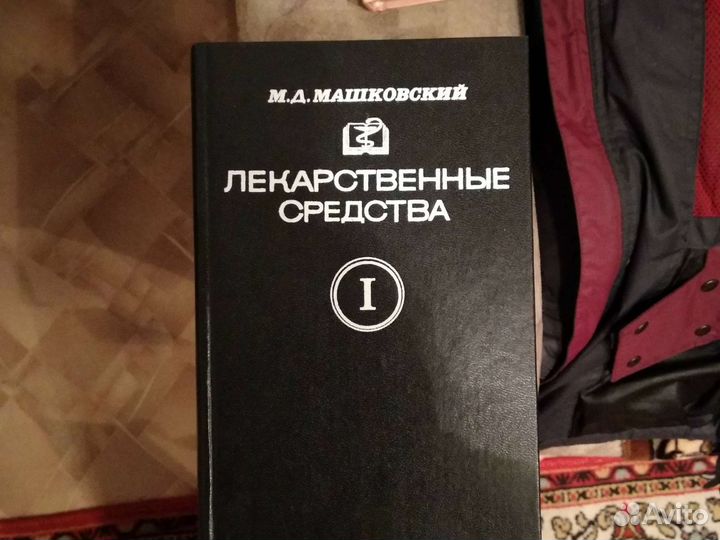 М.Д.МАШКОВСКИЙ
ЛЕКАРСТВЕННЫЕ
СРЕДСТВА
I
Avito